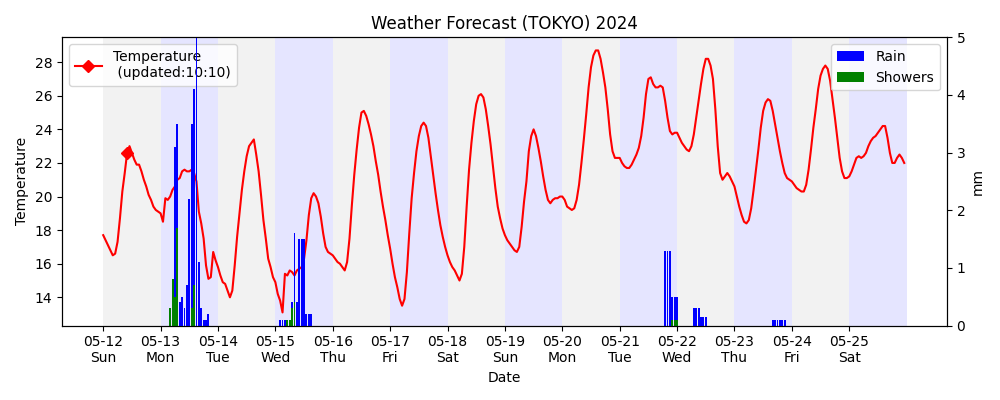 Weather Forecast (TOKYO) 2024
Temperature
(updated:10:10)
Rain
Showers
Temperature
28
26
24
22
20
18
16
14
5
4
3
2
1
0
mm
05-12 05-13 05-14 05-15 05-16 05-17 05-18 05-19 05-20 05-21 05-22 05-23 05-24 05-25
Sun Mon Tue Wed Thu Fri Sat Sun Mon Tue Wed Thu Fri Sat
Date